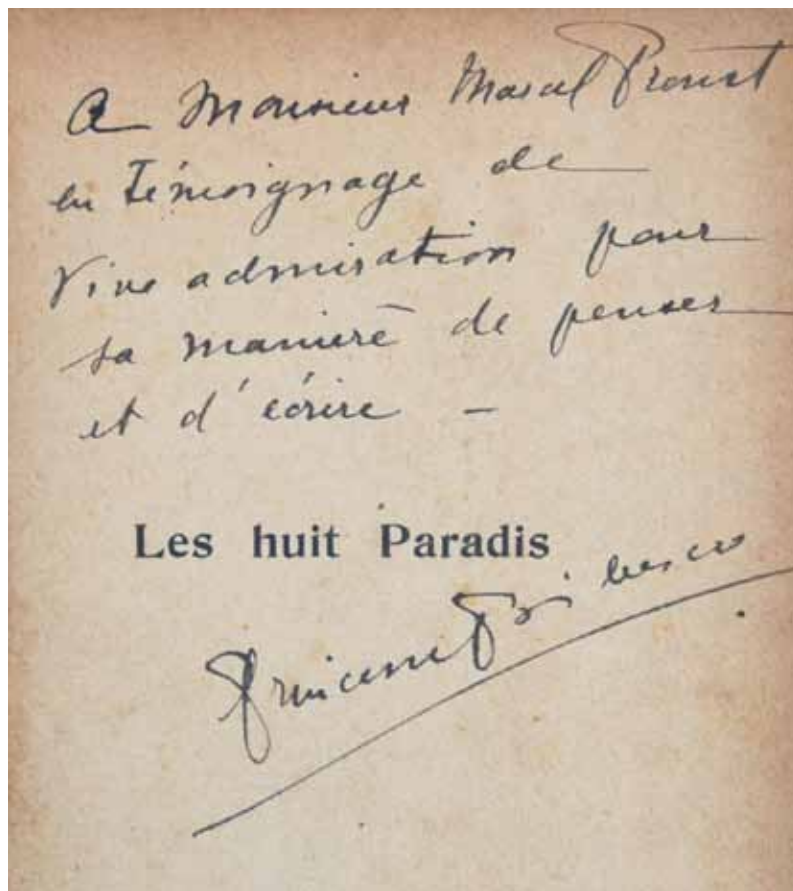 A Monsieur Marcel Proust
en Témoignage de
Vive admiration pour
sa manière de penser
et d'écrire –
Les huit Paradis
Princesse Bibesco